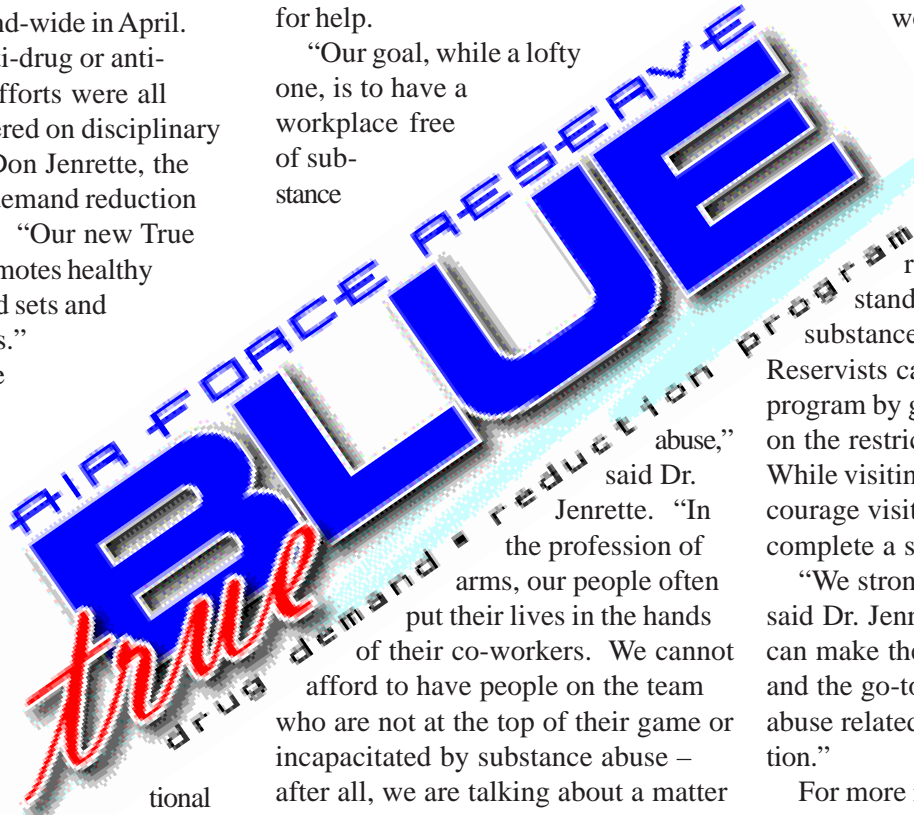 nd-wide in April.
ti-drug or anti-
fforts were all
ered on disciplinary
Don Jenrette, the
emand reduction
“Our new True
motes healthy
d sets and
s.”
e
tional
for help.
“Our goal, while a lofty
one, is to have a
workplace free
of sub-
stance
abuse,”
said Dr.
Jenrette. “In
the profession of
arms, our people often
put their lives in the hands
of their co-workers. We cannot
afford to have people on the team
who are not at the top of their game or
incapacitated by substance abuse –
after all, we are talking about a matter
AIR FORCE RESERVE
BLUE
true
drug demand ▪ reduction program
we
r
stand
substance
Reservists ca
program by g
on the restric
While visitin
courage visit
complete a s
“We stron
said Dr. Jenr
can make the
and the go-to
abuse related
tion.”
For more i